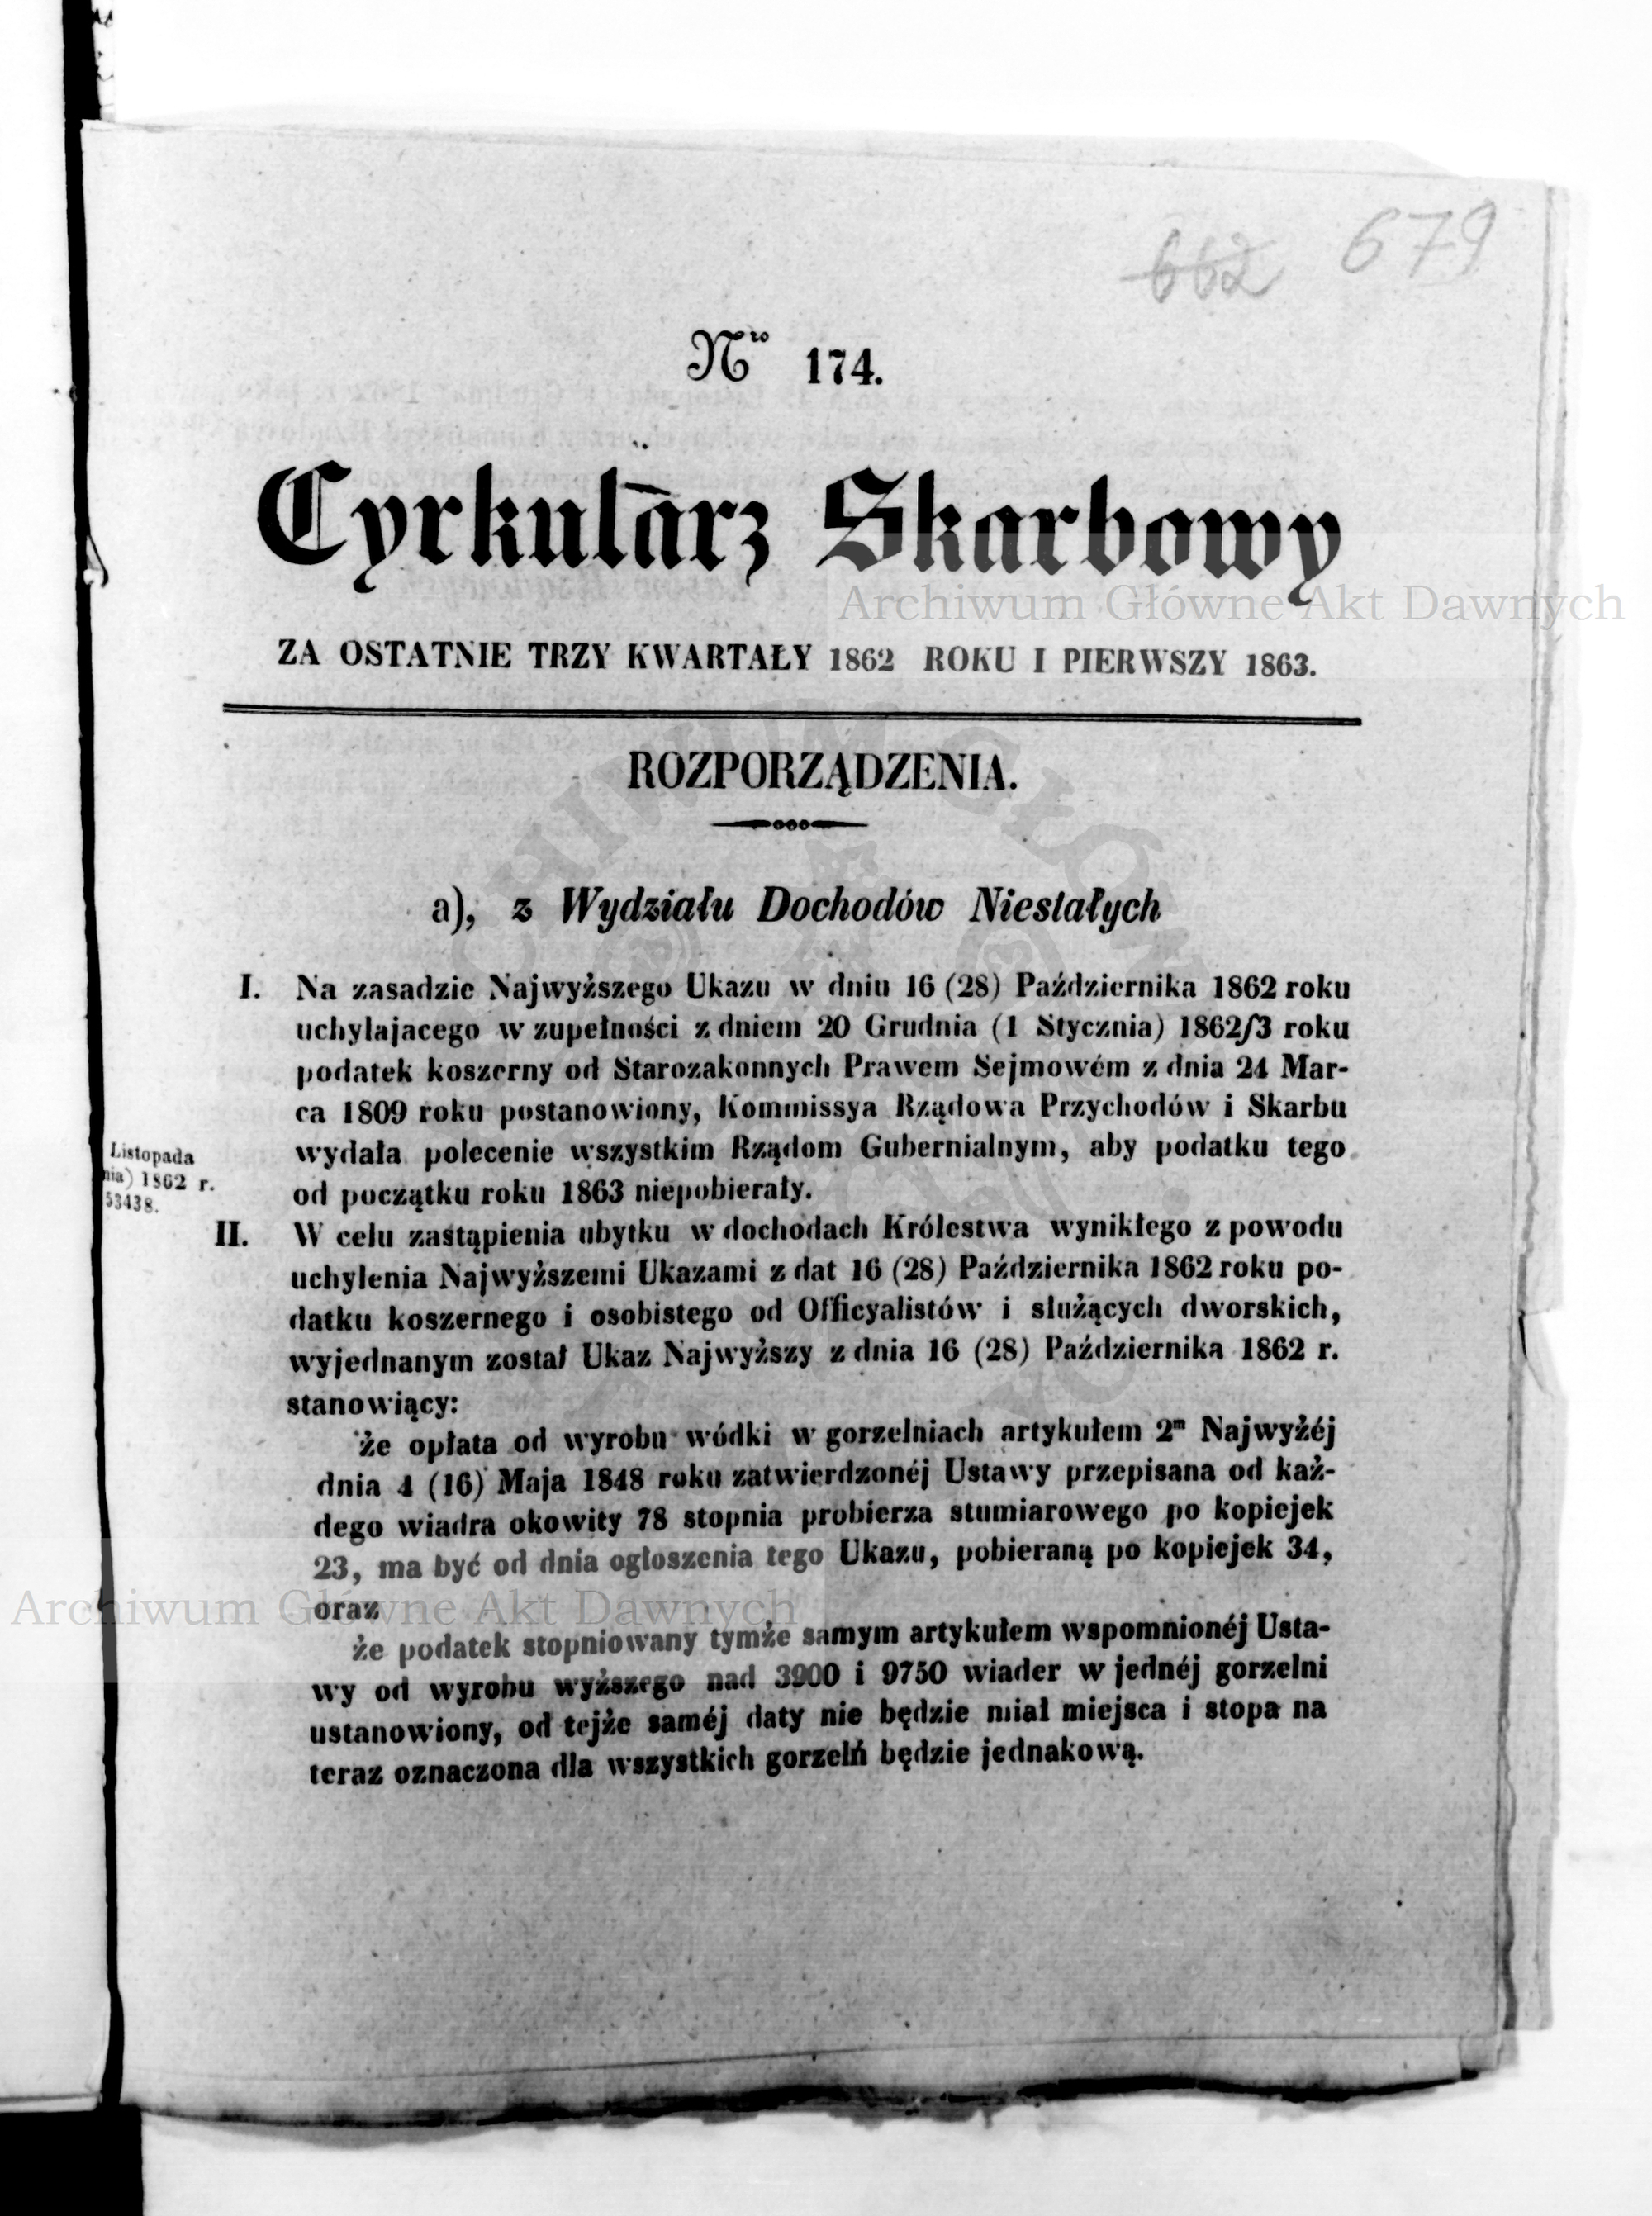 662 679
Nro 174.
Cyrkularz Skarbowy
Archiwum Główne Akt Dawnych
ZA OSTATNIE TRZY KWARTAŁY 1862 ROKU I PIERWSZY 1863.
ROZPORZĄDZENIA.
a), z Wydziału Dochodów Niestałych
I. Na zasadzie Najwyższego Ukazu w dniu 16 (28) Października 1862 roku
uchylajacego w zupełności z dniem 20 Grudnia (1 Stycznia) 1862/3 roku
podatek koszerny od Starozakonnych Prawem Sejmowém z dnia 24 Mar-
ca 1809 roku postanowiony, Kommissya Rządowa Przychodów i Skarbu
wydała polecenie wszystkim Rządom Gubernialnym, aby podatku tego
od początku roku 1863 niepobierały.
Listopada
nia) 1862 r.
53438.
II. W celu zastąpienia ubytku w dochodach Królestwa wynikłego z powodu
uchylenia Najwyższemi Ukazami z dat 16 (28) Października 1862 roku po-
datku koszernego i osobistego od Officyalistów i służących dworskich,
wyjednanym został Ukaz Najwyższy z dnia 16 (28) Października 1862 r.
stanowiący:
że opłata od wyrobu wódki w gorzelniach artykułem 2m Najwyżéj
dnia 4 (16) Maja 1848 roku zatwierdzonéj Ustawy przepisana od każ-
dego wiadra okowity 78 stopnia probierza stumiarowego po kopiejek
23, ma być od dnia ogłoszenia tego Ukazu, pobieraną po kopiejek 34,
oraz
Archiwum Główne Akt Dawnych
że podatek stopniowany tymże samym artykułem wspomnionéj Usta-
wy od wyrobu wyższego nad 3900 i 9750 wiader w jednéj gorzelni
ustanowiony, od tejże saméj daty nie będzie miał miejsca i stopa na
teraz oznaczona dla wszystkich gorzelń będzie jednakową.